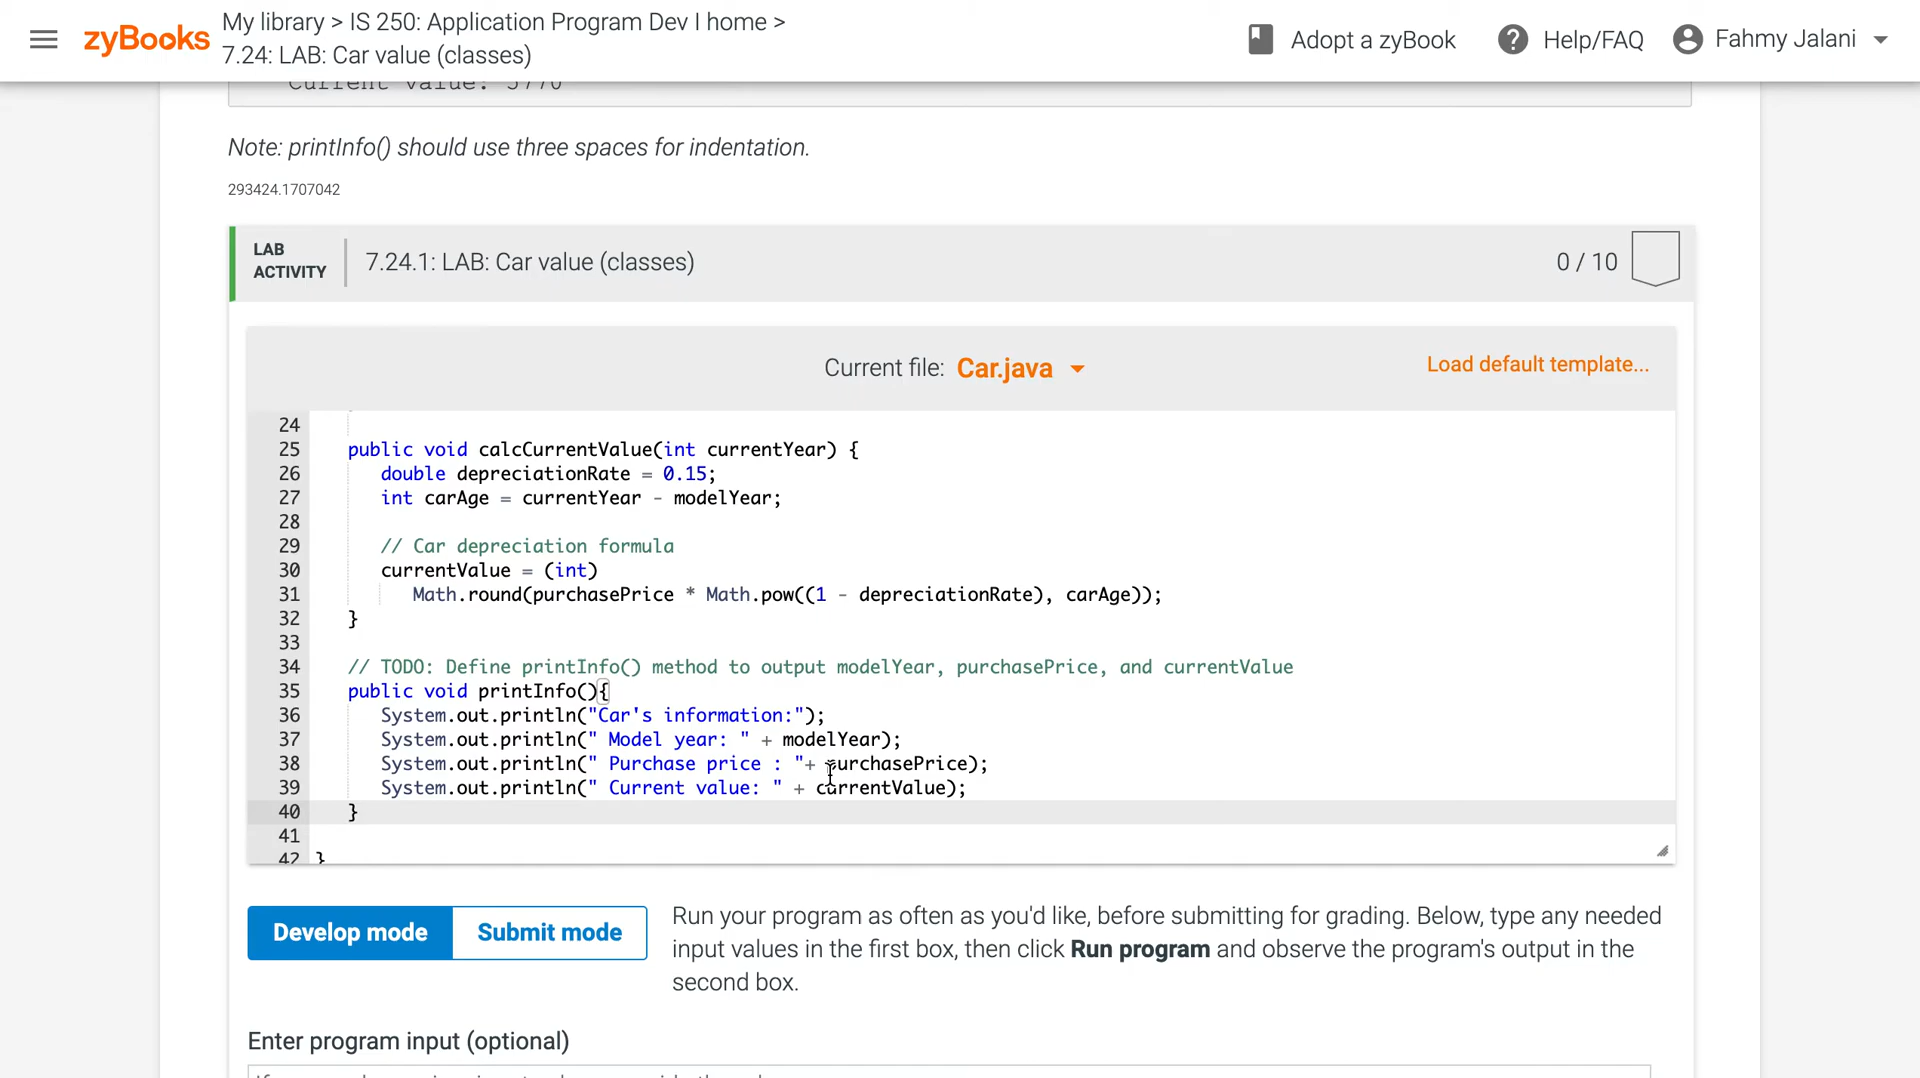 zyBooks
My library > IS 250: Application Program Dev I home >
7.24: LAB: Car value (classes)
Adopt a zyBook
Help/FAQ
Fahmy Jalani
Current value: 5770
Note: printInfo() should use three spaces for indentation.
293424.1707042
LAB
ACTIVITY
7.24.1: LAB: Car value (classes)
0 / 10
Current file: Car.java
Load default template...
24
25 public void calcCurrentValue(int currentYear) {
26 double depreciationRate = 0.15;
27 int carAge = currentYear - modelYear;
28
29 // Car depreciation formula
30 currentValue = (int)
31 Math.round(purchasePrice * Math.pow((1 - depreciationRate), carAge));
32 }
33
34 // TODO: Define printInfo() method to output modelYear, purchasePrice, and currentValue
35 public void printInfo(){
36 System.out.println("Car's information:");
37 System.out.println(" Model year: " + modelYear);
38 System.out.println(" Purchase price : "+ purchasePrice);
39 System.out.println(" Current value: " + currentValue);
40 }
41
42 }
Develop mode
Submit mode
Run your program as often as you'd like, before submitting for grading. Below, type any needed
input values in the first box, then click Run program and observe the program's output in the
second box.
Enter program input (optional)